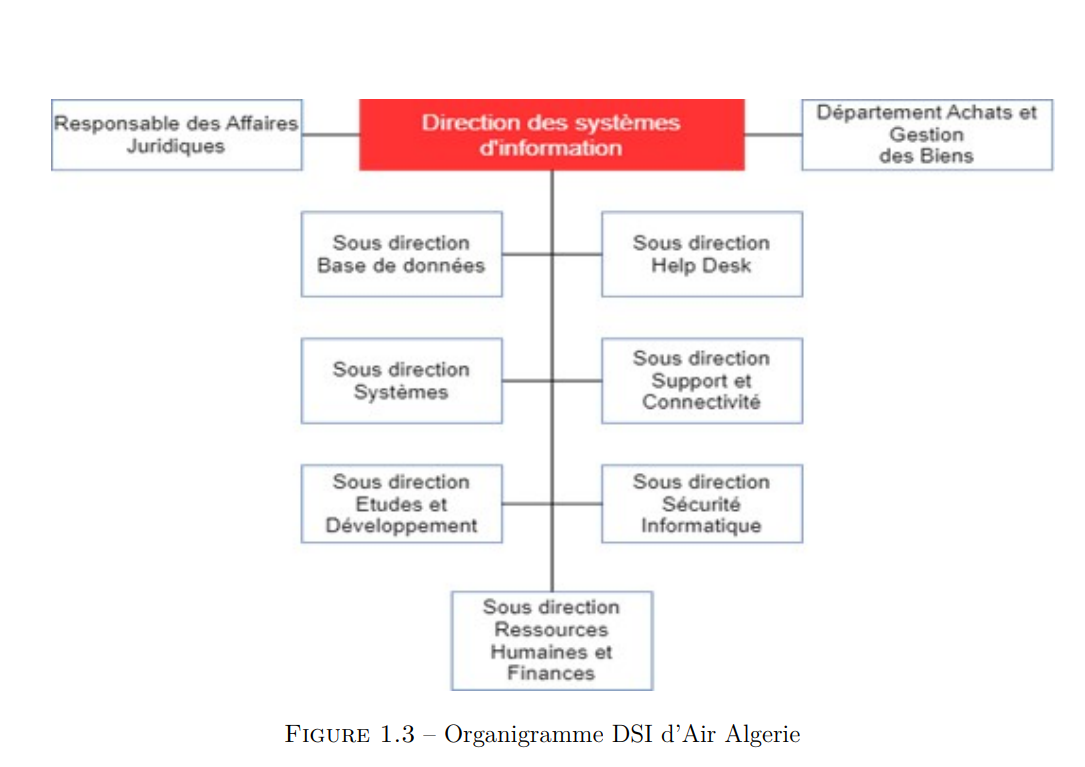 Responsable des Affaires
Juridiques
Direction des systèmes
d'information
Département Achats et
Gestion
des Biens
Sous direction
Base de données
Sous direction
Help Desk
Sous direction
Systèmes
Sous direction
Support et
Connectivité
Sous direction
Etudes et
Développement
Sous direction
Sécurité
Informatique
Sous direction
Ressources
Humaines et
Finances
FIGURE 1.3 – Organigramme DSI d'Air Algerie